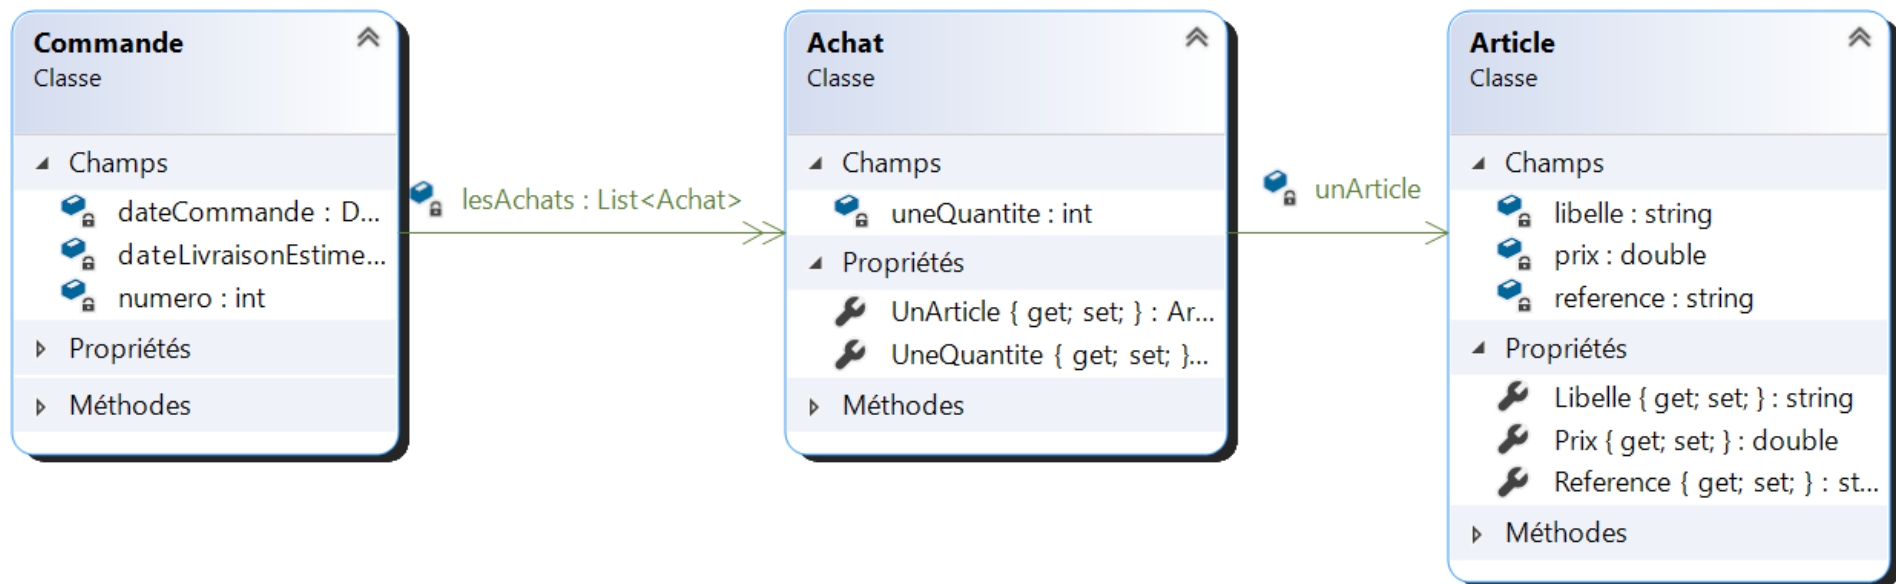 Commande
Classe
Champs
dateCommande : D...
dateLivraisonEstime...
numero : int
Propriétés
Méthodes
lesAchats : List<Achat>
Achat
Classe
Champs
uneQuantite : int
Propriétés
UnArticle { get; set; } : Ar...
UneQuantite { get; set; }...
Méthodes
unArticle
Article
Classe
Champs
libelle : string
prix : double
reference : string
Propriétés
Libelle { get; set; } : string
Prix { get; set; } : double
Reference { get; set; } : st...
Méthodes